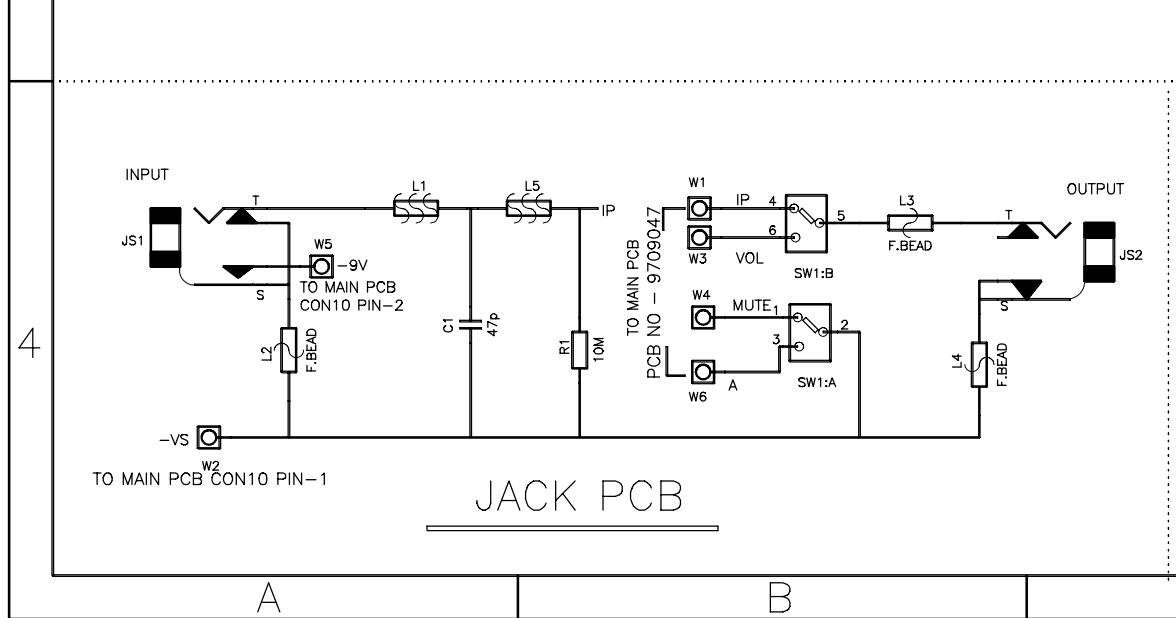 INPUT
JS1
T
S
W5
-9V
TO MAIN PCB
CON10 PIN-2
L2
F.BEAD
-VS
W2
TO MAIN PCB CON10 PIN-1
L1
L5
IP
C1
47p
R1
10M
TO MAIN PCB
PCB NO - 9709047
W1
IP
4
5
W3
VOL
6
SW1:B
W4
MUTE
1
2
3
W6
A
SW1:A
L3
F.BEAD
OUTPUT
T
S
JS2
L4
F.BEAD
JACK PCB
4
A
B